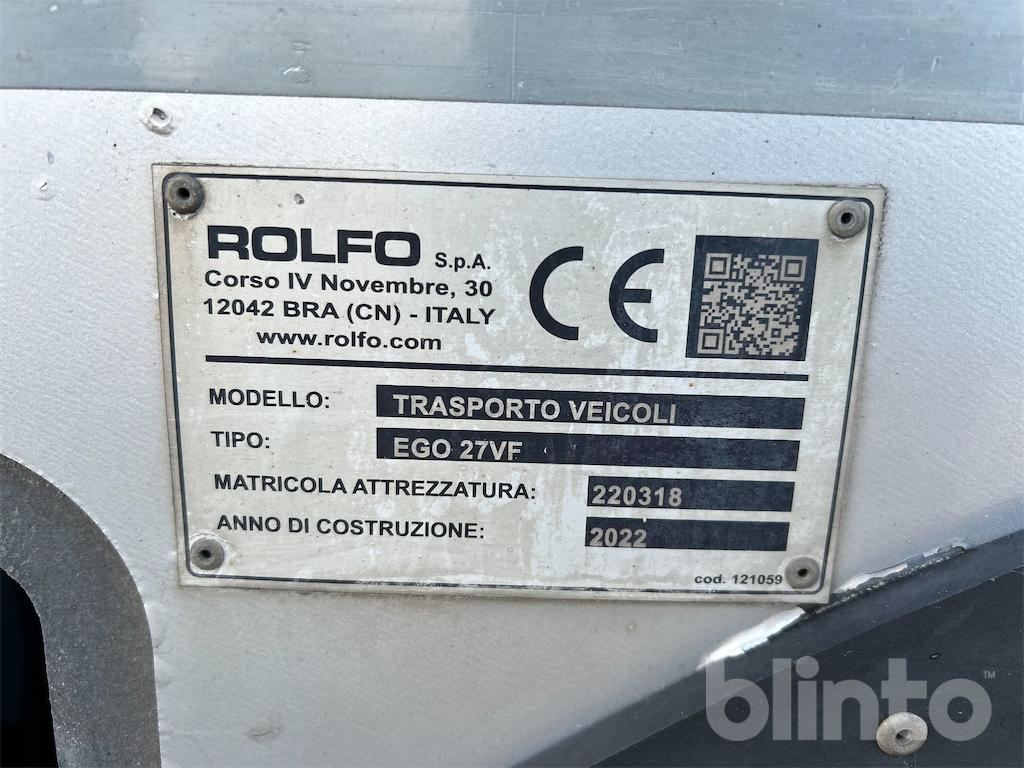 ROLFO S.p.A.
Corso IV Novembre, 30
12042 BRA (CN) - ITALY
www.rolfo.com
CE
MODELLO: TRASPORTO VEICOLI
TIPO: EGO 27VF
MATRICOLA ATTREZZATURA: 220318
ANNO DI COSTRUZIONE: 2022
cod. 121059
blinto™